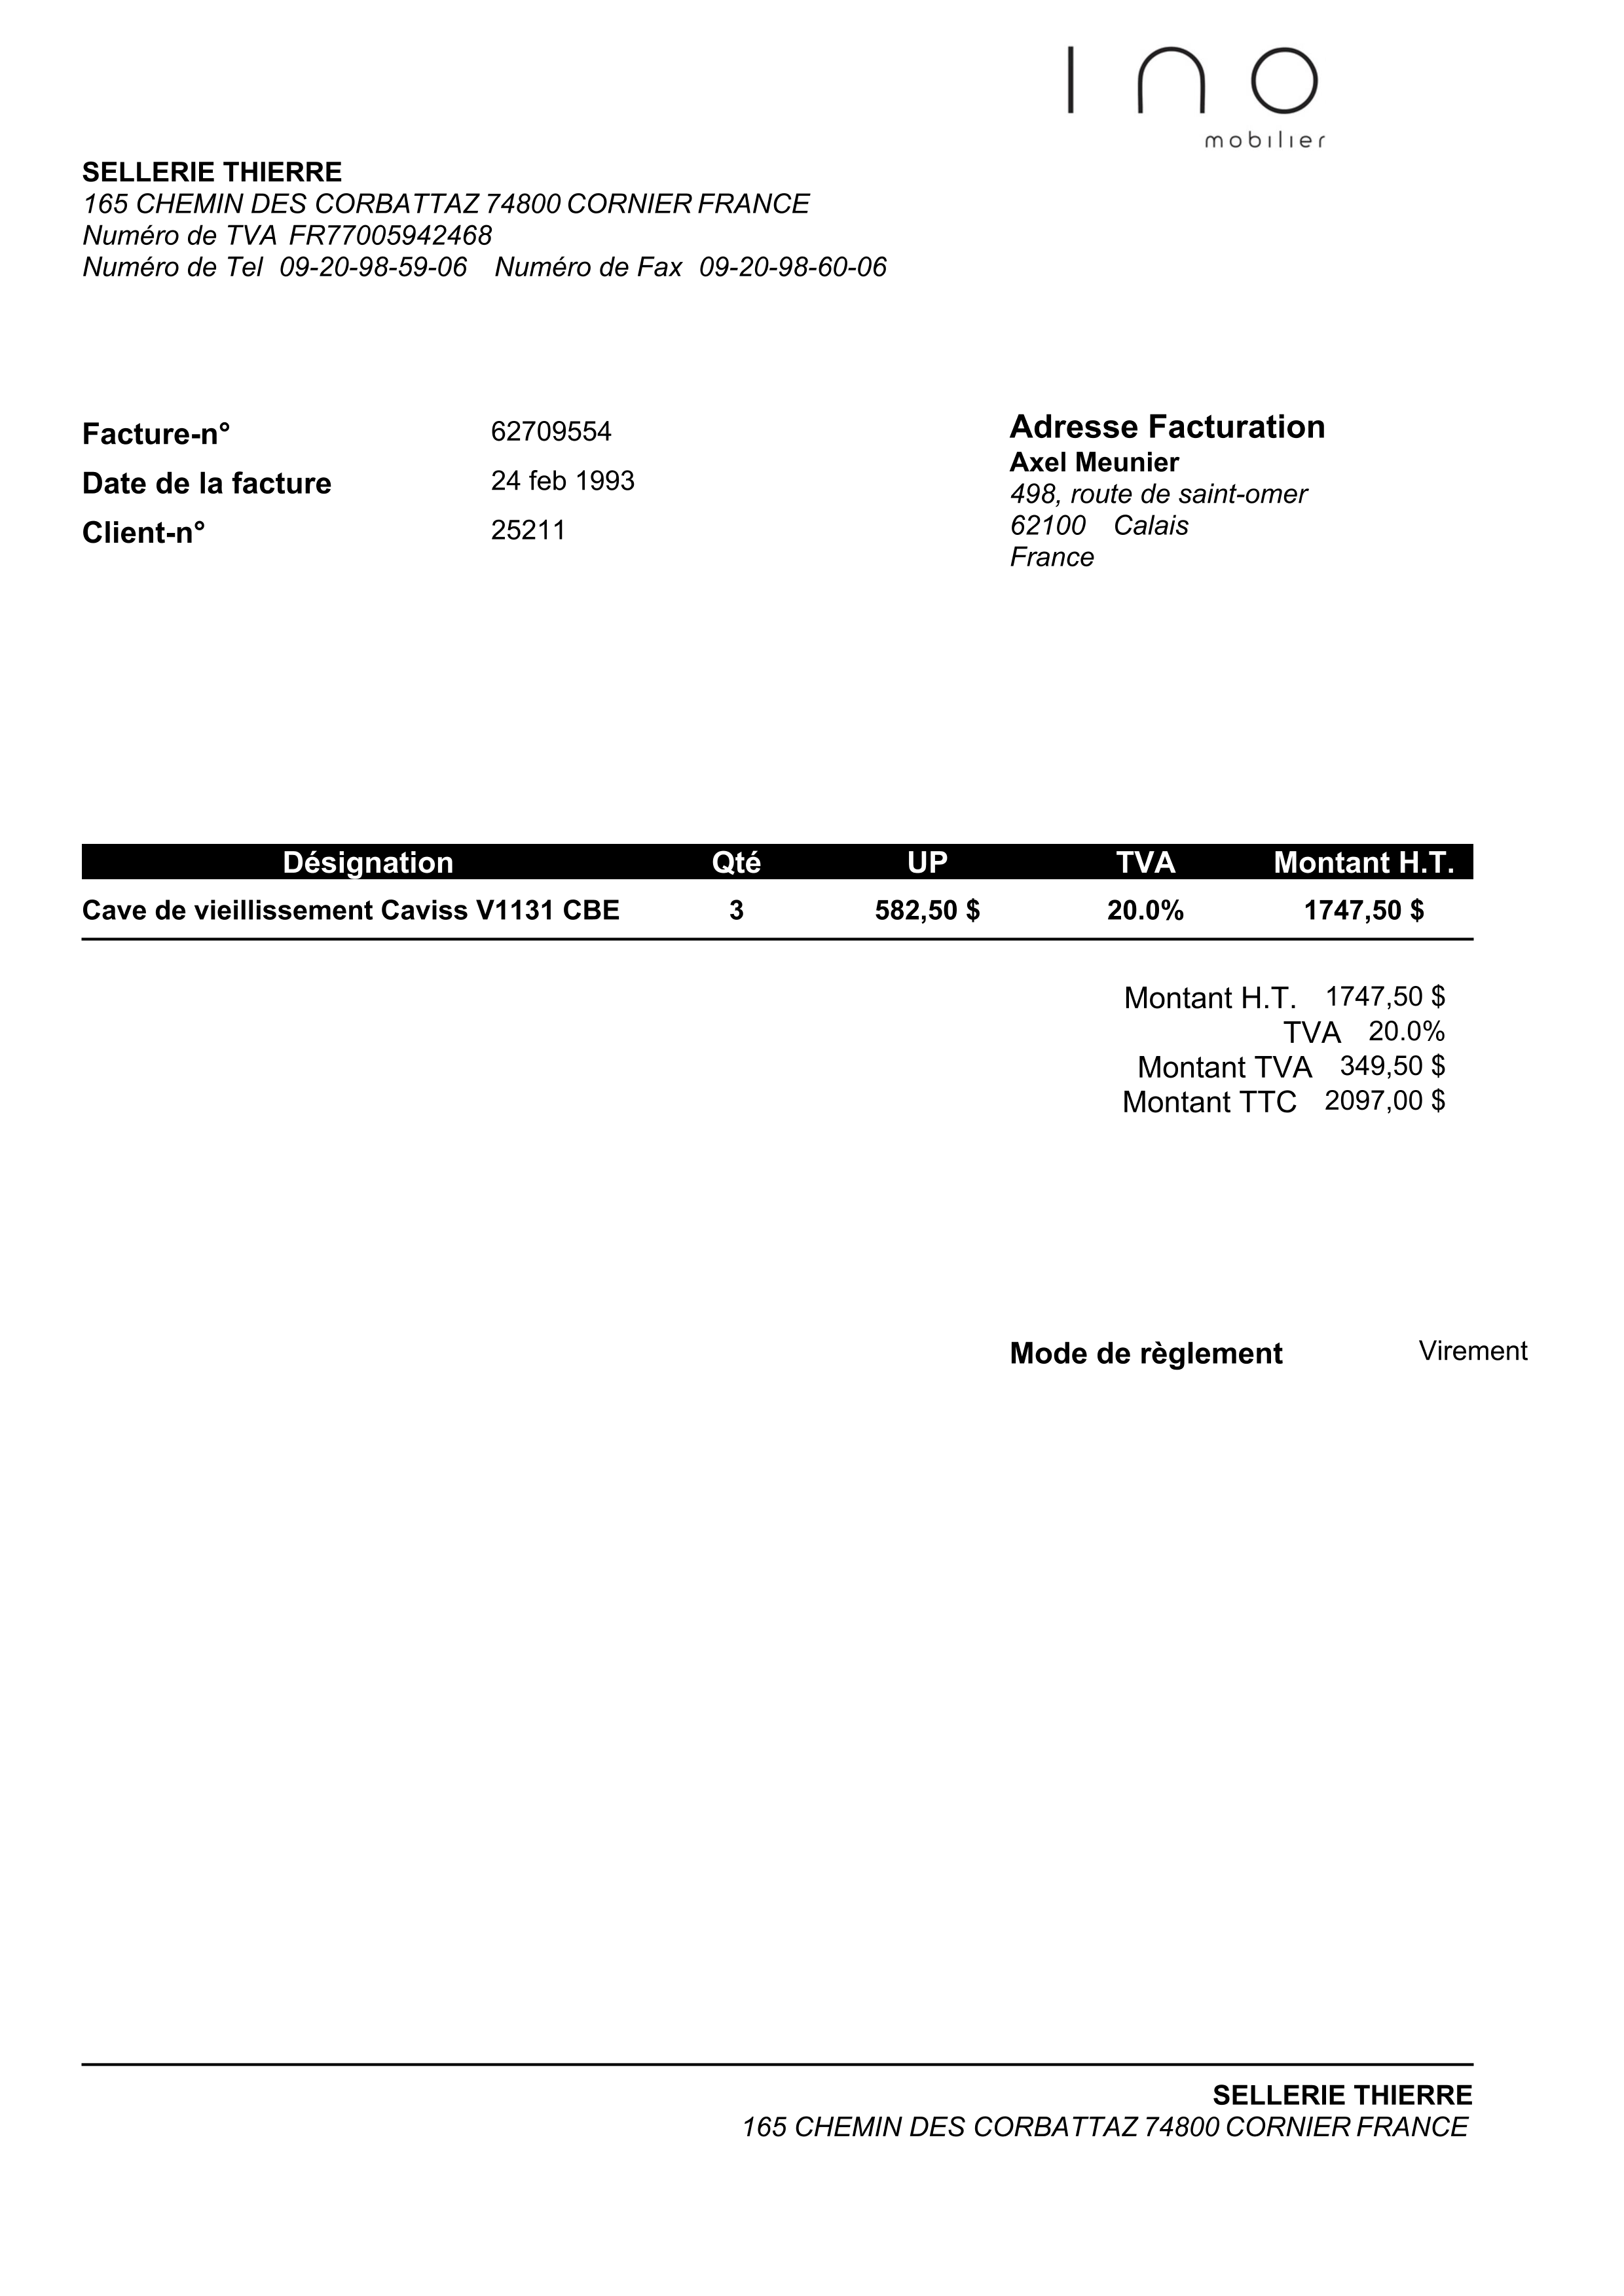 Ino
mobilier
SELLERIE THIERRE
165 CHEMIN DES CORBATTAZ 74800 CORNIER FRANCE
Numéro de TVA FR77005942468
Numéro de Tel 09-20-98-59-06 Numéro de Fax 09-20-98-60-06
Facture-n° 62709554
Date de la facture 24 feb 1993
Client-n° 25211
Adresse Facturation
Axel Meunier
498, route de saint-omer
62100 Calais
France
Désignation Qté UP TVA Montant H.T.
Cave de vieillissement Caviss V1131 CBE 3 582,50 $ 20.0% 1747,50 $
Montant H.T. 1747,50 $
TVA 20.0%
Montant TVA 349,50 $
Montant TTC 2097,00 $
Mode de règlement Virement
SELLERIE THIERRE
165 CHEMIN DES CORBATTAZ 74800 CORNIER FRANCE